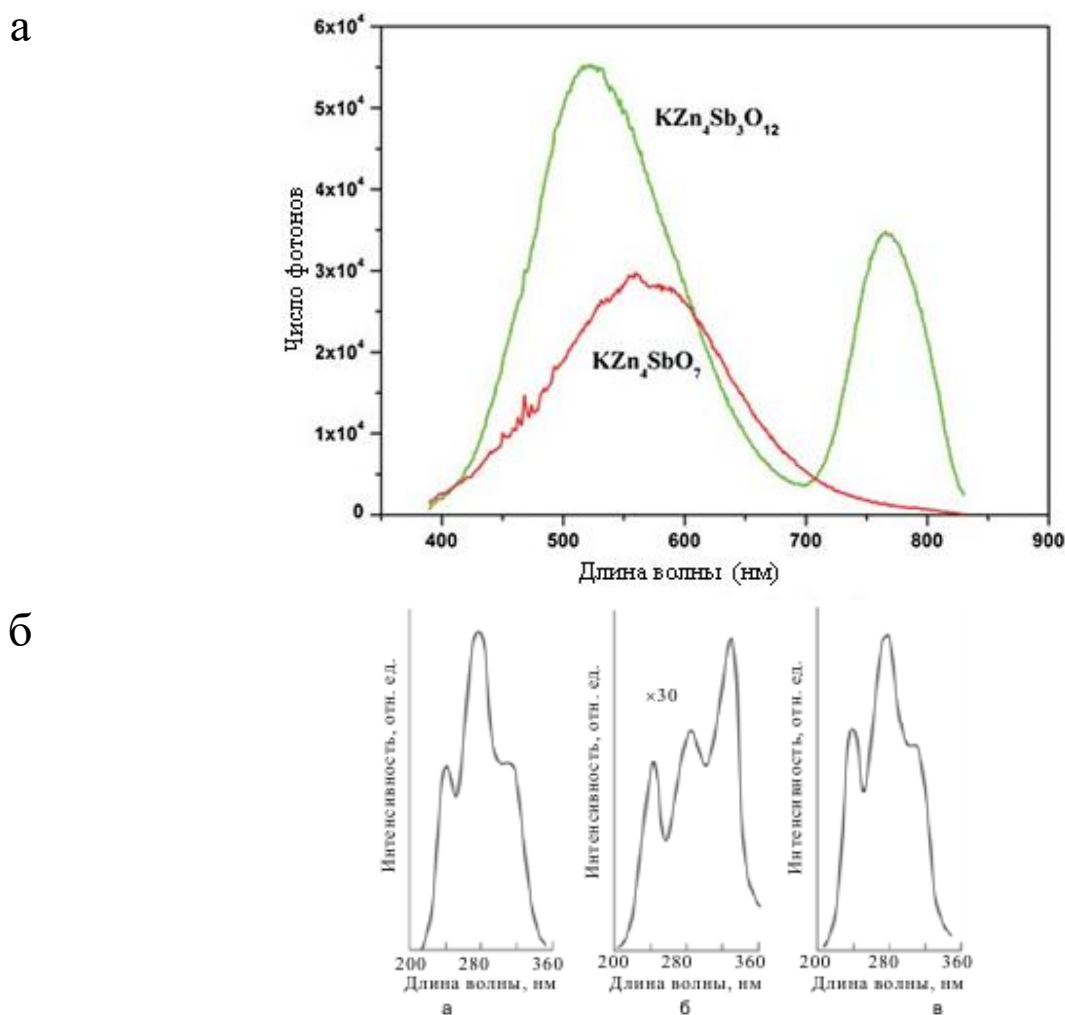 а
6x10⁴
5x10⁴
4x10⁴
3x10⁴
2x10⁴
1x10⁴
0
Число фотонов
KZn₄Sb₃O₁₂
KZn₄SbO₇
400 500 600 700 800 900
Длина волны (нм)
б
Интенсивность, отн. ед.
200 280 360
Длина волны, нм
а
Интенсивность, отн. ед.
×30
200 280 360
Длина волны, нм
б
Интенсивность, отн. ед.
200 280 360
Длина волны, нм
в